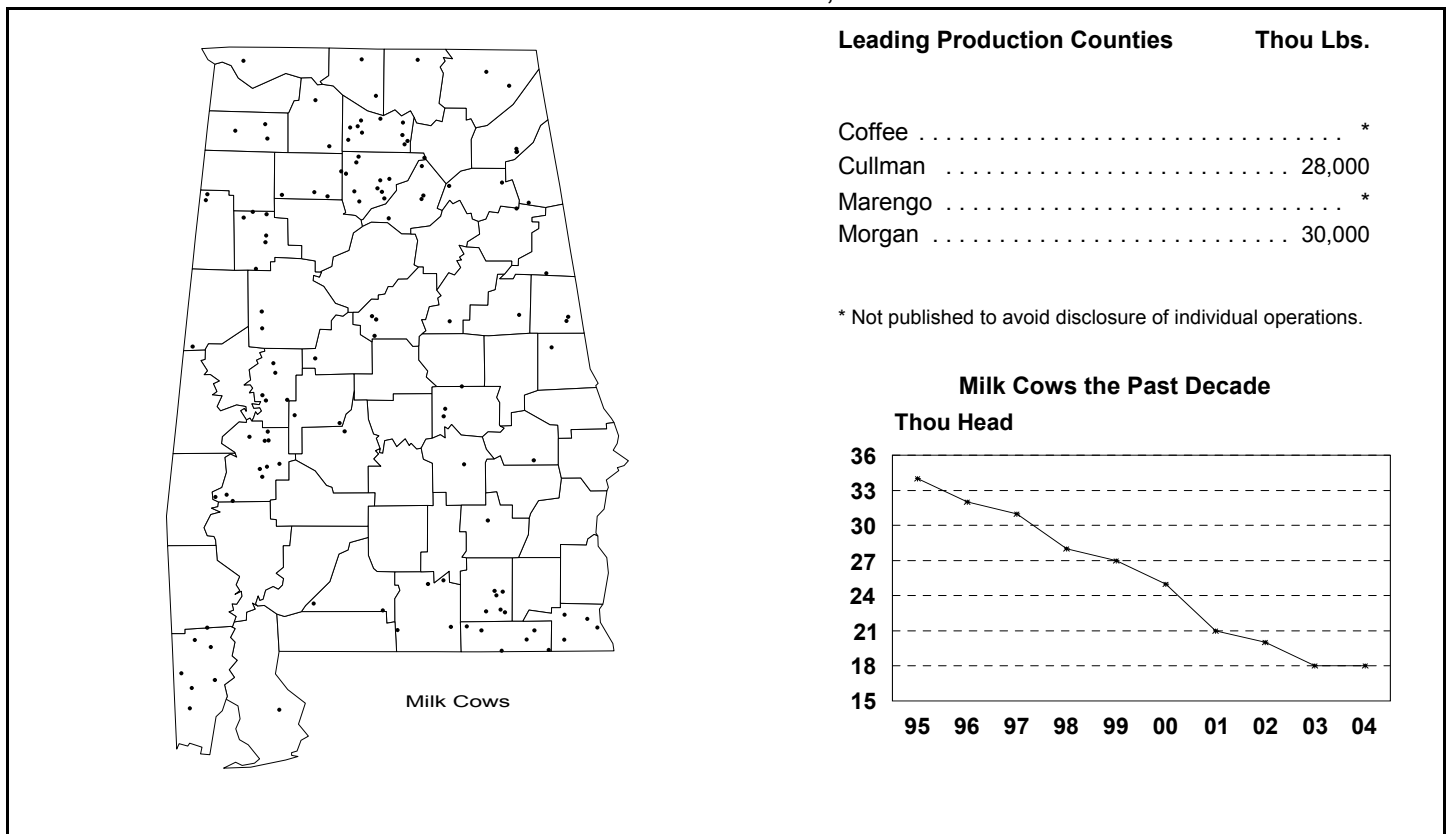 Leading Production Counties Thou Lbs.
Coffee . . . . . . . . . . . . . . . . . . . . . . . . . . . . . . . . *
Cullman . . . . . . . . . . . . . . . . . . . . . . . . . . 28,000
Marengo . . . . . . . . . . . . . . . . . . . . . . . . . . . . . . *
Morgan . . . . . . . . . . . . . . . . . . . . . . . . . . . 30,000
* Not published to avoid disclosure of individual operations.
Milk Cows
Milk Cows the Past Decade
Thou Head
36
33
30
27
24
21
18
15
95 96 97 98 99 00 01 02 03 04